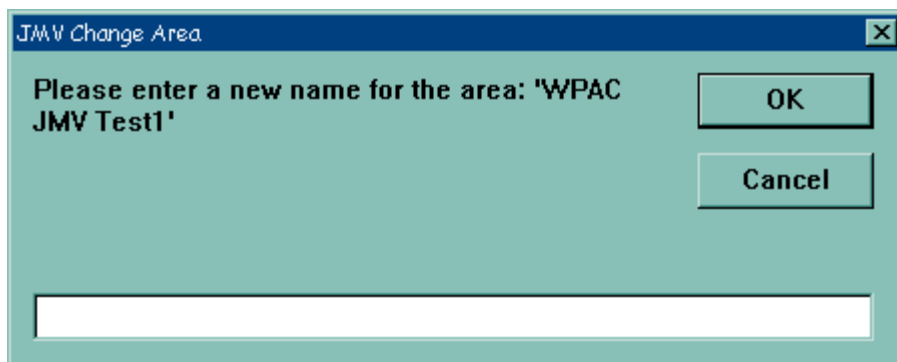 JMV Change Area
Please enter a new name for the area: 'WPAC
JMV Test1'
OK
Cancel